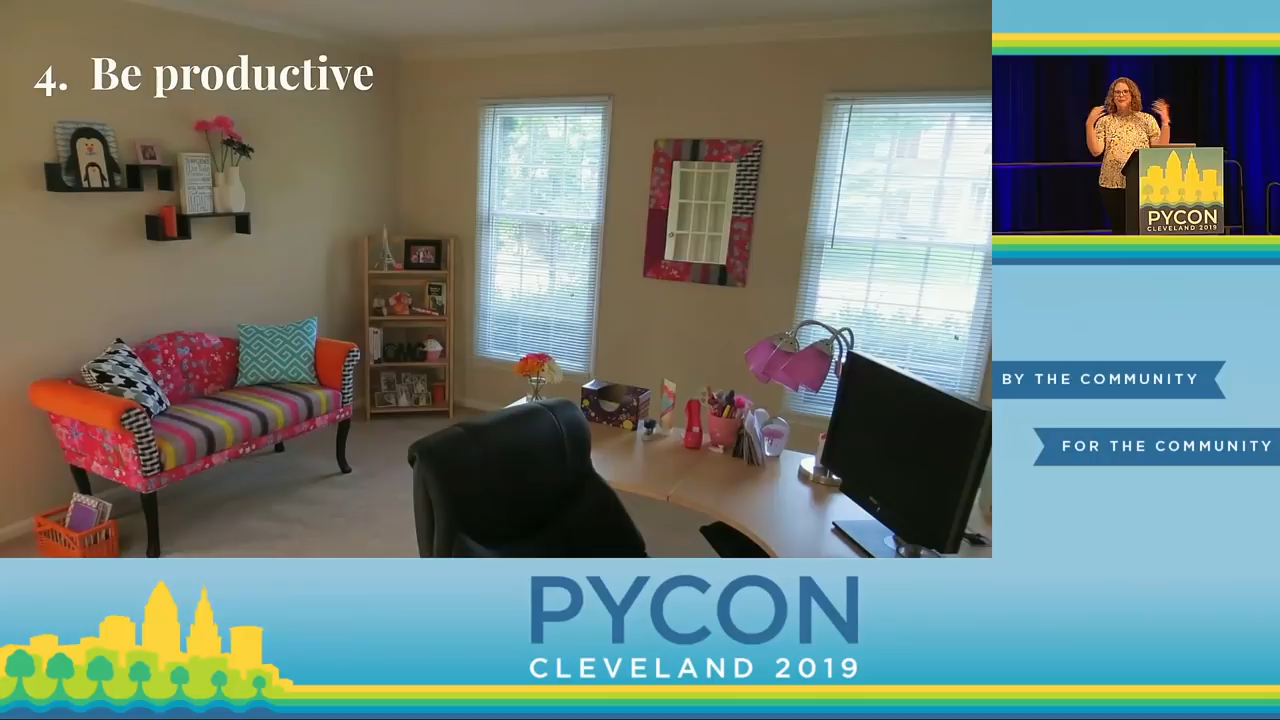 4. Be productive
PYCON
CLEVELAND 2019
BY THE COMMUNITY
FOR THE COMMUNITY
PYCON
CLEVELAND 2019